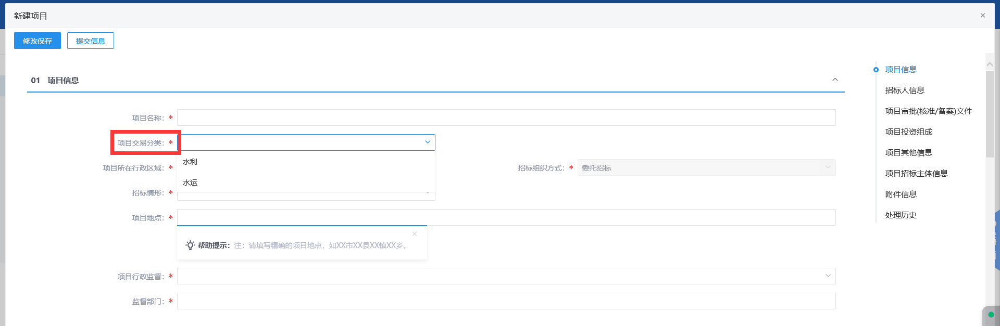 新建项目
修改保存 提交信息
01 项目信息
项目名称：*
项目交易分类：*
水利
水运
项目所在行政区域：*
招标组织方式：* 委托招标
招标情形：*
项目地点：*
帮助提示：注：请填写精确的项目地点，如XX市XX县XX镇XX乡。
项目行政监督：*
监督部门：*
项目信息
招标人信息
项目审批(核准/备案)文件
项目投资组成
项目其他信息
项目招标主体信息
附件信息
处理历史